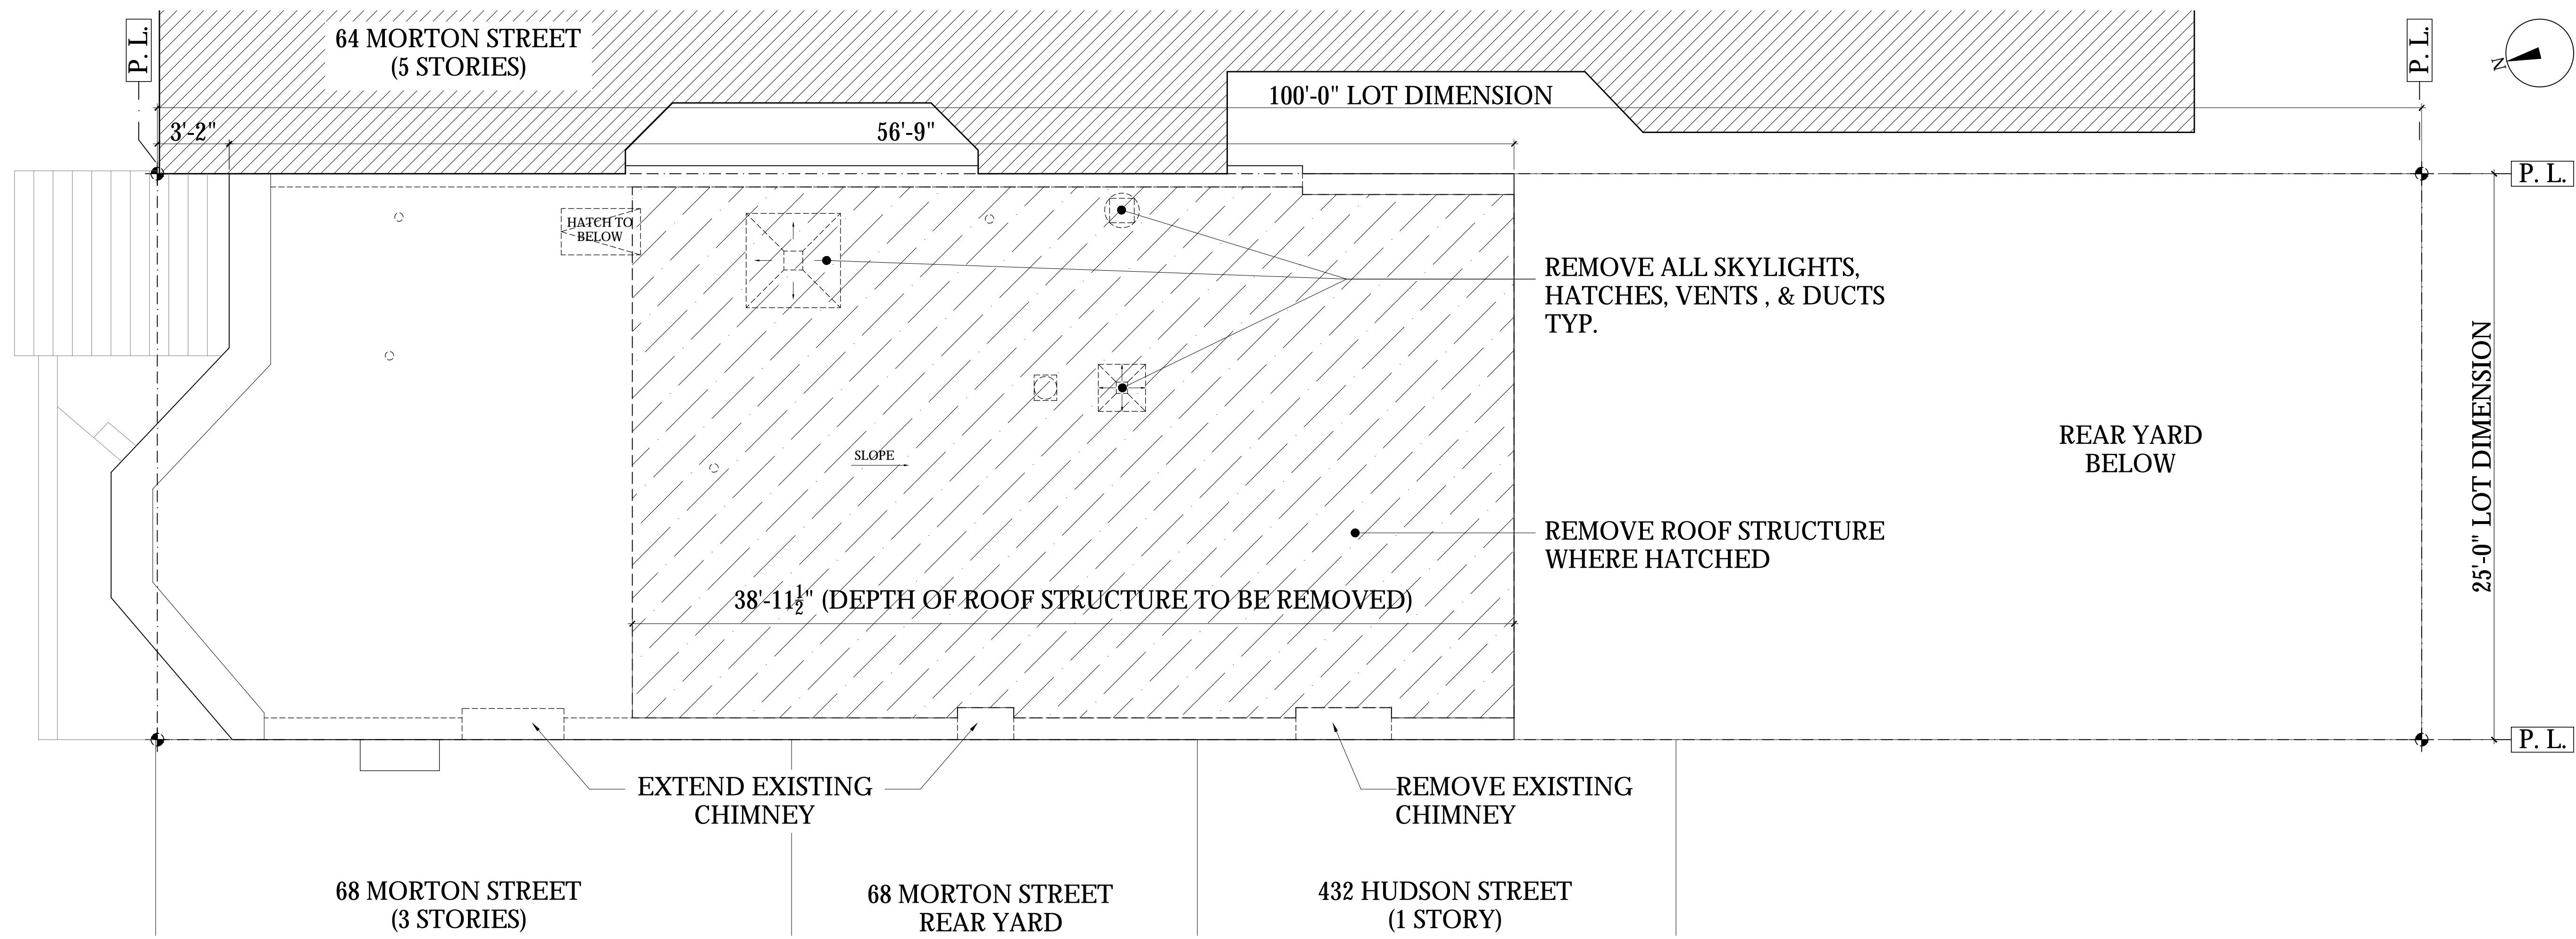 P. L.
64 MORTON STREET
(5 STORIES)
P. L.
N
100'-0" LOT DIMENSION
3'-2"
56'-9"
P. L.
HATCH TO
BELOW
REMOVE ALL SKYLIGHTS,
HATCHES, VENTS , & DUCTS
TYP.
25'-0" LOT DIMENSION
REAR YARD
BELOW
SLOPE
REMOVE ROOF STRUCTURE
WHERE HATCHED
38'-11½" (DEPTH OF ROOF STRUCTURE TO BE REMOVED)
P. L.
EXTEND EXISTING
CHIMNEY
REMOVE EXISTING
CHIMNEY
68 MORTON STREET
(3 STORIES)
68 MORTON STREET
REAR YARD
432 HUDSON STREET
(1 STORY)